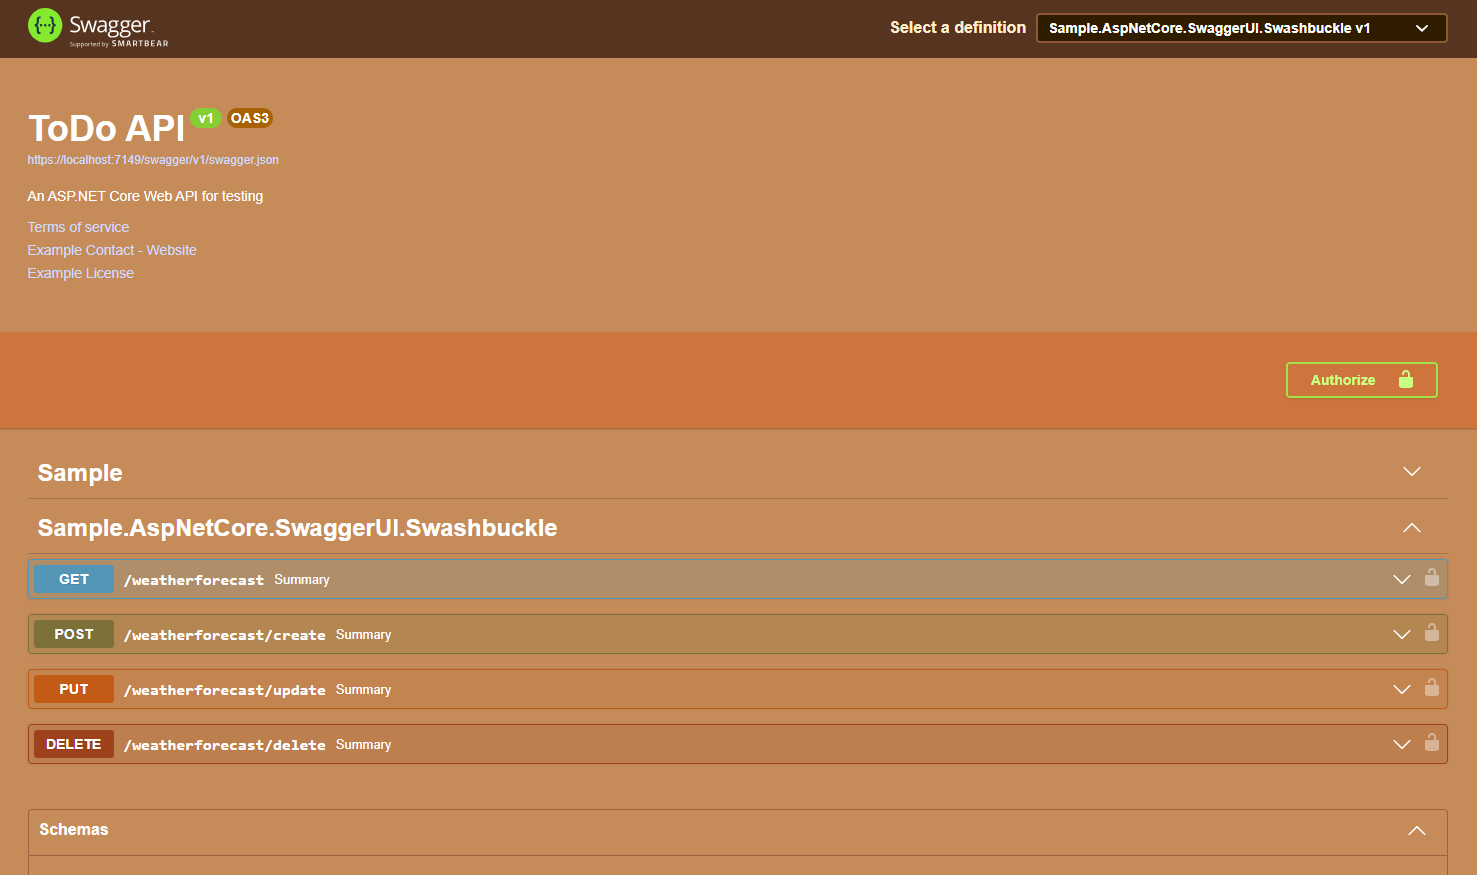 Swagger
Supported by SMARTBEAR
Select a definition
Sample.AspNetCore.SwaggerUI.Swashbuckle v1
ToDo API v1 OAS3
https://localhost:7149/swagger/v1/swagger.json
An ASP.NET Core Web API for testing
Terms of service
Example Contact - Website
Example License
Authorize
Sample
Sample.AspNetCore.SwaggerUI.Swashbuckle
GET /weatherforecast Summary
POST /weatherforecast/create Summary
PUT /weatherforecast/update Summary
DELETE /weatherforecast/delete Summary
Schemas